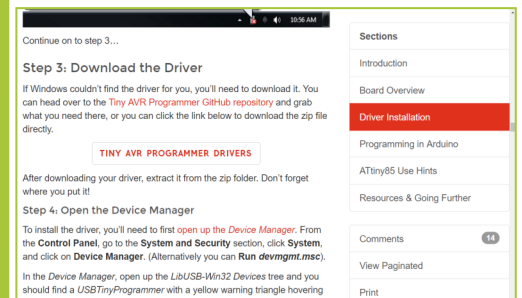 10:56 AM
Continue on to step 3…
Step 3: Download the Driver
If Windows couldn't find the driver for you, you'll need to download it. You
can head over to the Tiny AVR Programmer GitHub repository and grab
what you need there, or you can click the link below to download the zip file
directly.
TINY AVR PROGRAMMER DRIVERS
After downloading your driver, extract it from the zip folder. Don't forget
where you put it!
Step 4: Open the Device Manager
To install the driver, you'll need to first open up the Device Manager. From
the Control Panel, go to the System and Security section, click System,
and click on Device Manager. (Alternatively you can Run devmgmt.msc).
In the Device Manager, open up the LibUSB-Win32 Devices tree and you
should find a USBTinyProgrammer with a yellow warning triangle hovering
Sections
Introduction
Board Overview
Driver Installation
Programming in Arduino
ATtiny85 Use Hints
Resources & Going Further
Comments 14
View Paginated
Print